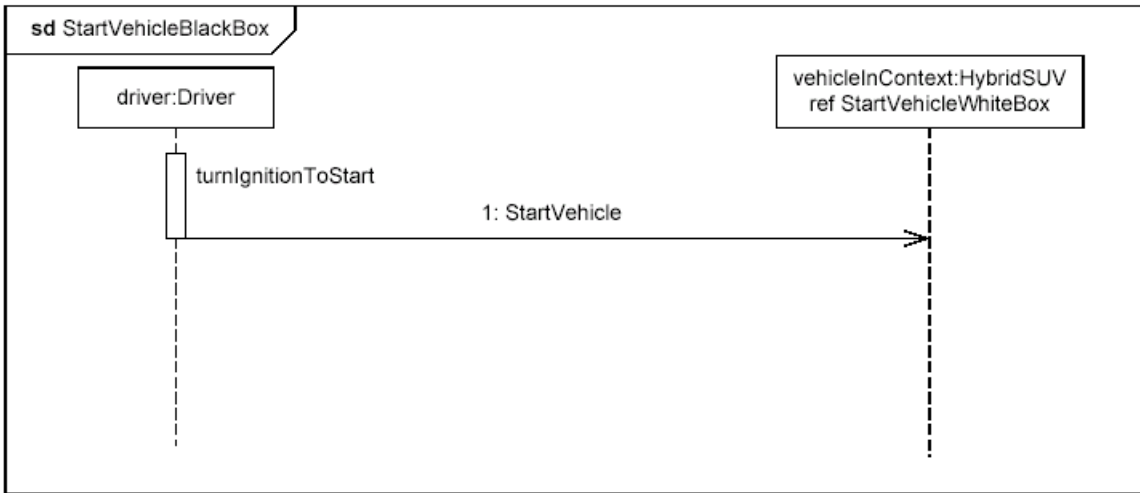 sd StartVehicleBlackBox
driver:Driver
vehicleInContext:HybridSUV
ref StartVehicleWhiteBox
turnIgnitionToStart
1: StartVehicle